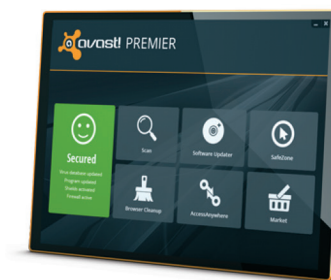 avast! PREMIER
Secured
Virus database updated
Program updated
Shields activated
Firewall active
Scan
Software Updater
SafeZone
Browser Cleanup
AccessAnywhere
Market